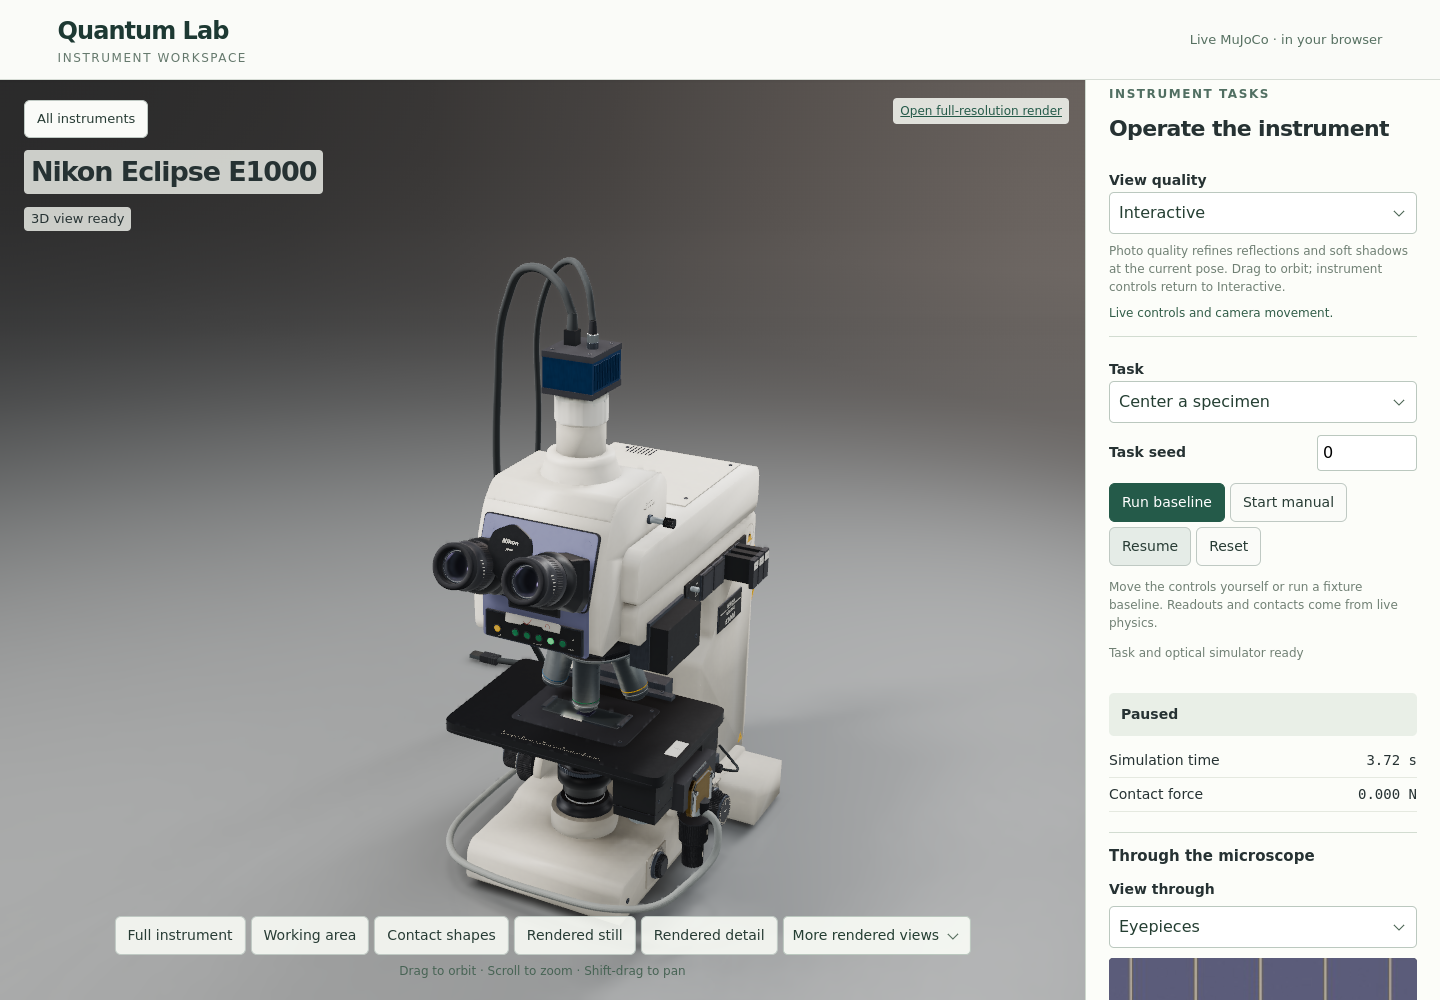 Quantum Lab
INSTRUMENT WORKSPACE
Live MuJoCo · in your browser
All instruments
Open full-resolution render
Nikon Eclipse E1000
3D view ready
Nikon
Full instrument
Working area
Contact shapes
Rendered still
Rendered detail
More rendered views
Drag to orbit · Scroll to zoom · Shift-drag to pan
INSTRUMENT TASKS
Operate the instrument
View quality
Interactive
Photo quality refines reflections and soft shadows
at the current pose. Drag to orbit; instrument
controls return to Interactive.
Live controls and camera movement.
Task
Center a specimen
Task seed
0
Run baseline
Start manual
Resume
Reset
Move the controls yourself or run a fixture
baseline. Readouts and contacts come from live
physics.
Task and optical simulator ready
Paused
Simulation time
3.72 s
Contact force
0.000 N
Through the microscope
View through
Eyepieces